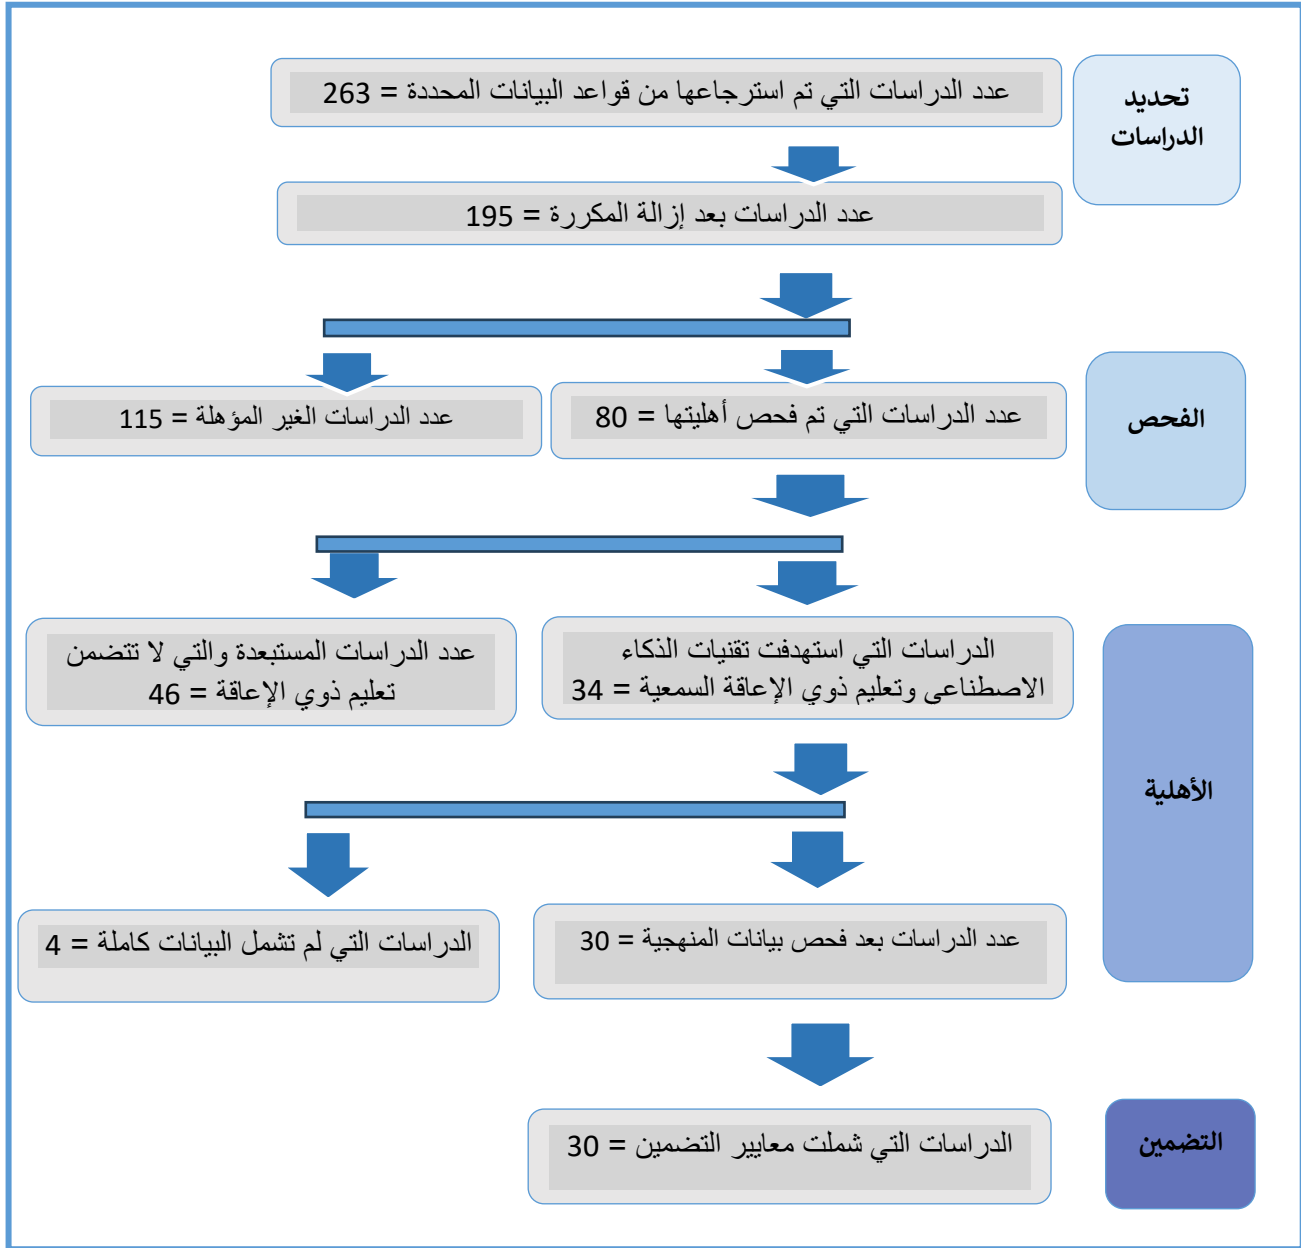 تحديد
الدراسات
عدد الدراسات التي تم استرجاعها من قواعد البيانات المحددة = 263
عدد الدراسات بعد إزالة المكررة = 195
الفحص
عدد الدراسات التي تم فحص أهليتها = 80
عدد الدراسات الغير المؤهلة = 115
الأهلية
الدراسات التي استهدفت تقنيات الذكاء
الاصطناعي وتعليم ذوي الإعاقة السمعية = 34
عدد الدراسات المستبعدة والتي لا تتضمن
تعليم ذوي الإعاقة = 46
عدد الدراسات بعد فحص بيانات المنهجية = 30
الدراسات التي لم تشمل البيانات كاملة = 4
التضمين
الدراسات التي شملت معايير التضمين = 30